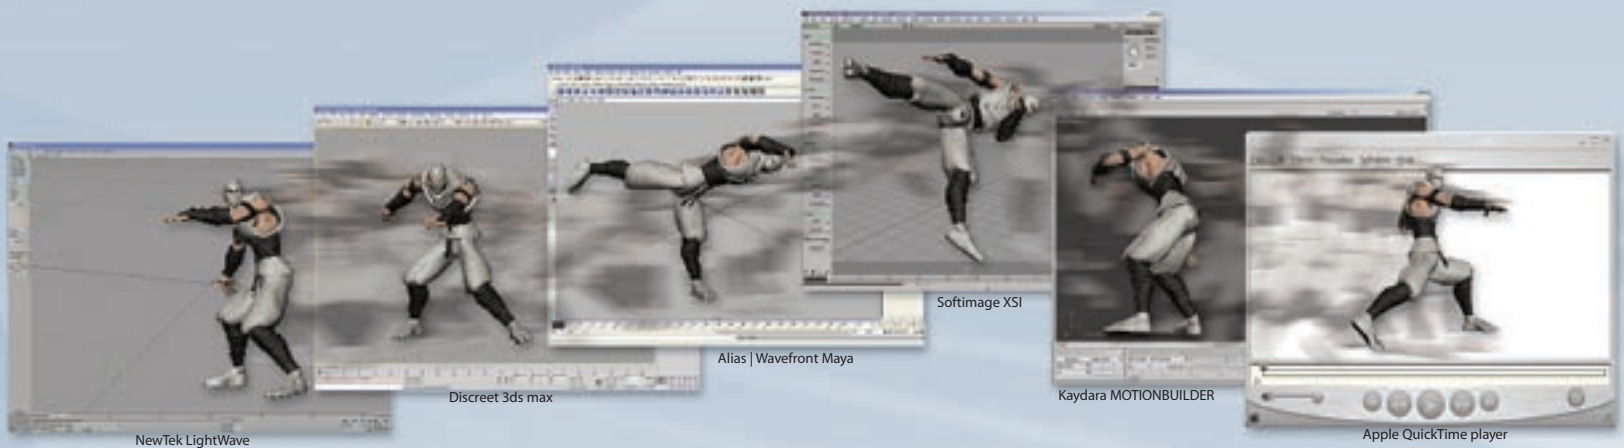 NewTek LightWave
Discreet 3ds max
Alias | Wavefront Maya
Softimage XSI
Kaydara MOTIONBUILDER
Apple QuickTime player